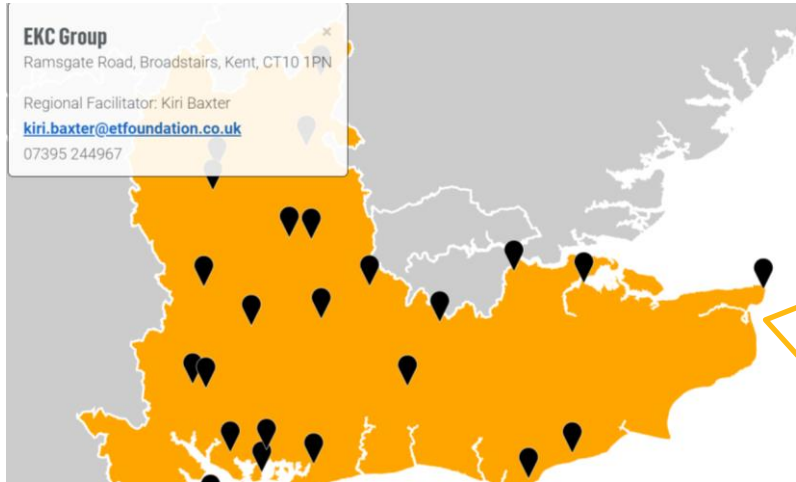 EKC Group
×
Ramsgate Road, Broadstairs, Kent, CT10 1PN
Regional Facilitator: Kiri Baxter
kiri.baxter@etfoundation.co.uk
07395 244967